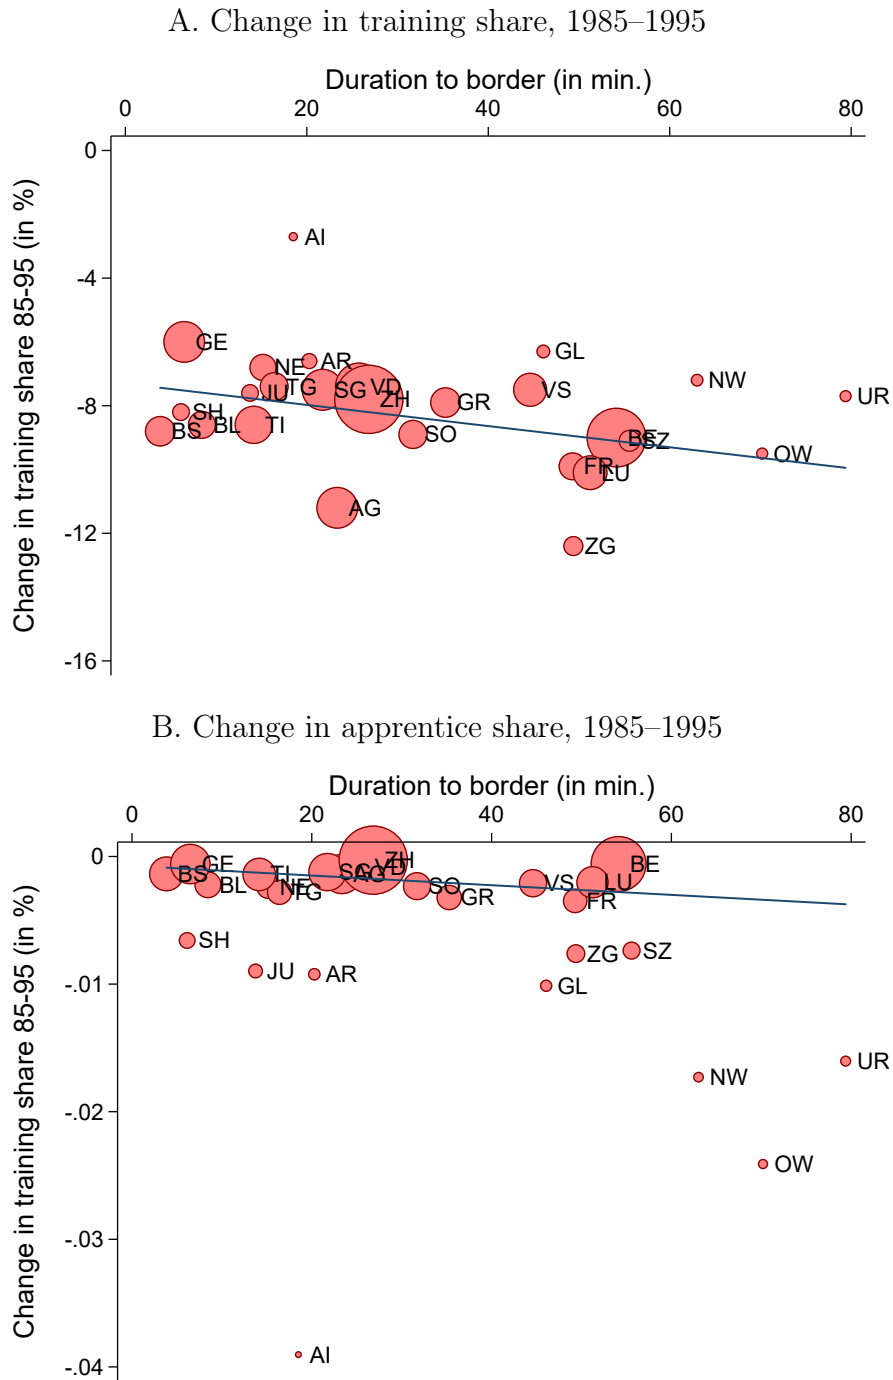 A. Change in training share, 1985–1995
Duration to border (in min.)
0 20 40 60 80
Change in training share 85-95 (in %)
0
-4
-8
-12
-16
AI
GE
NE
AR
GL
TG
JU
SG
VD
ZH
VS
NW
UR
GR
SH
BS
BL
TI
SO
BE
SZ
OW
FR
LU
AG
ZG
B. Change in apprentice share, 1985–1995
Duration to border (in min.)
0 20 40 60 80
Change in training share 85-95 (in %)
0
-.01
-.02
-.03
-.04
GE
BS
BL
TI
NE
TG
SG
AG
VD
ZH
SO
GR
VS
LU
BE
FR
SH
JU
AR
ZG
SZ
GL
NW
UR
OW
AI